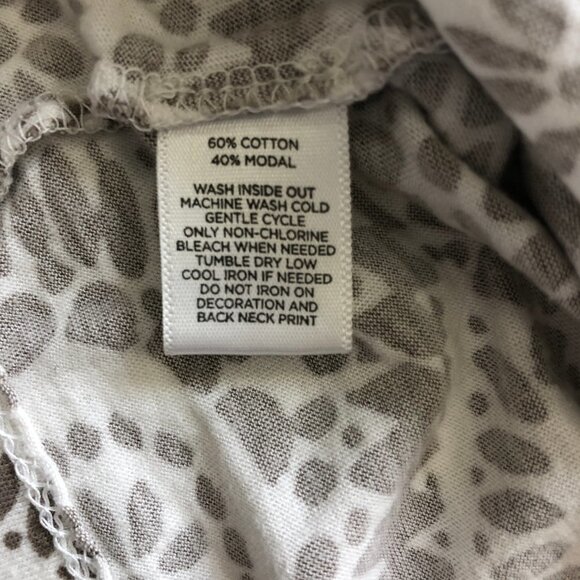 60% COTTON
40% MODAL
WASH INSIDE OUT
MACHINE WASH COLD
GENTLE CYCLE
ONLY NON-CHLORINE
BLEACH WHEN NEEDED
TUMBLE DRY LOW
COOL IRON IF NEEDED
DO NOT IRON ON
DECORATION AND
BACK NECK PRINT